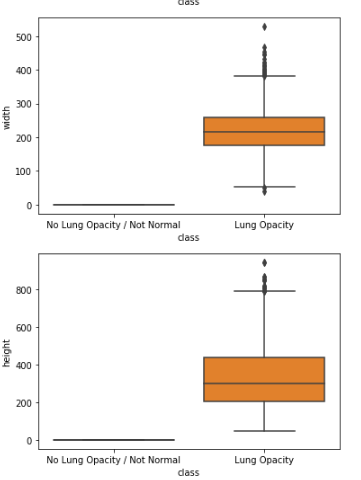 class
500
400
300
200
100
0
width
No Lung Opacity / Not Normal Lung Opacity
class
800
600
400
200
0
height
No Lung Opacity / Not Normal Lung Opacity
class